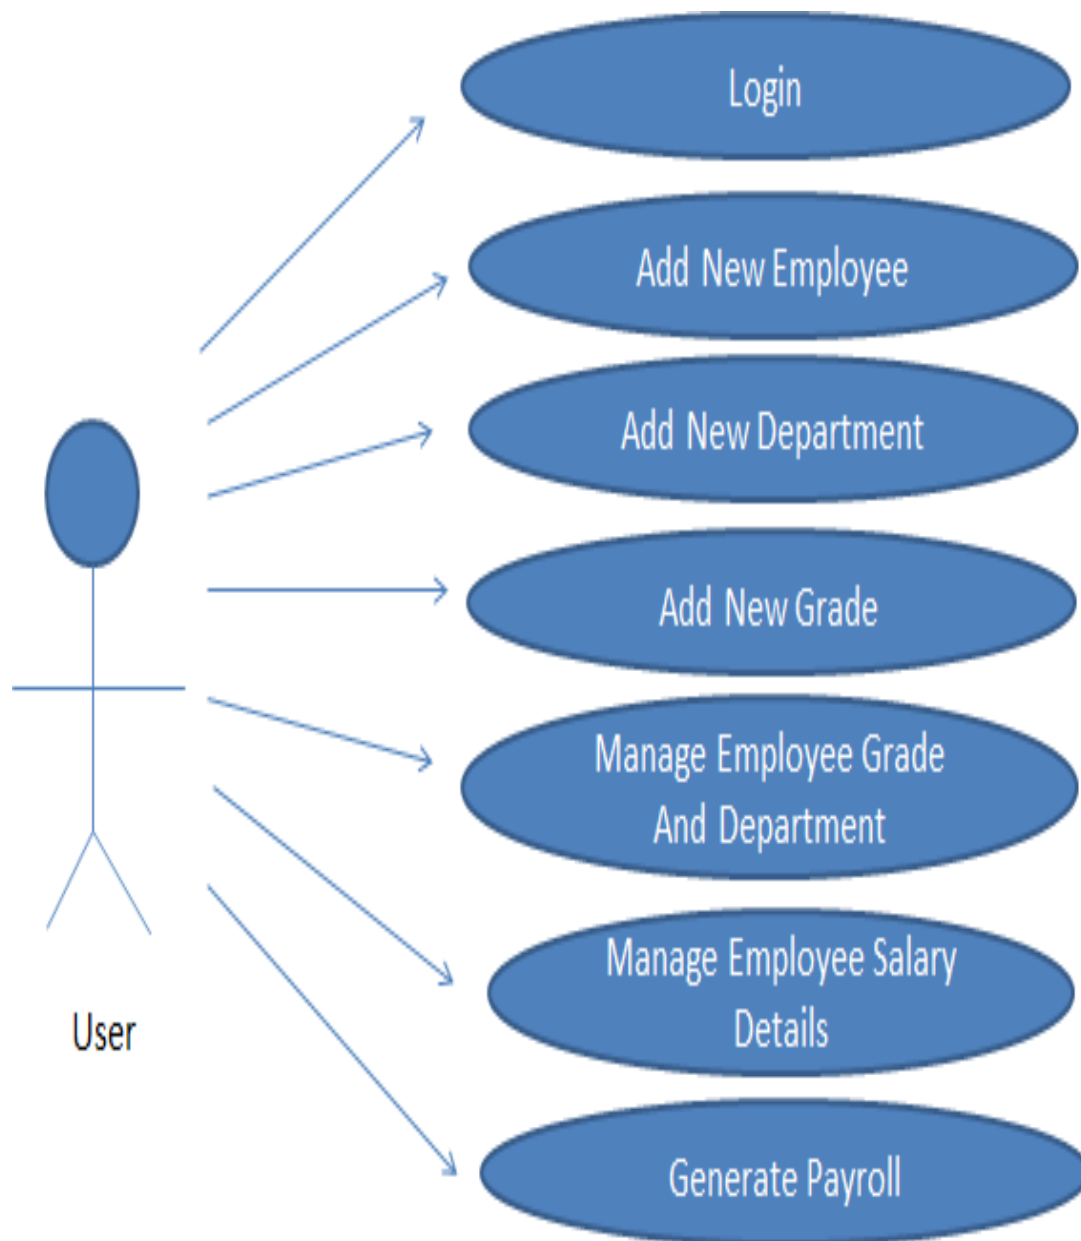 Login
Add New Employee
Add New Department
Add New Grade
Manage Employee Grade
And Department
Manage Employee Salary
Details
User
Generate Payroll